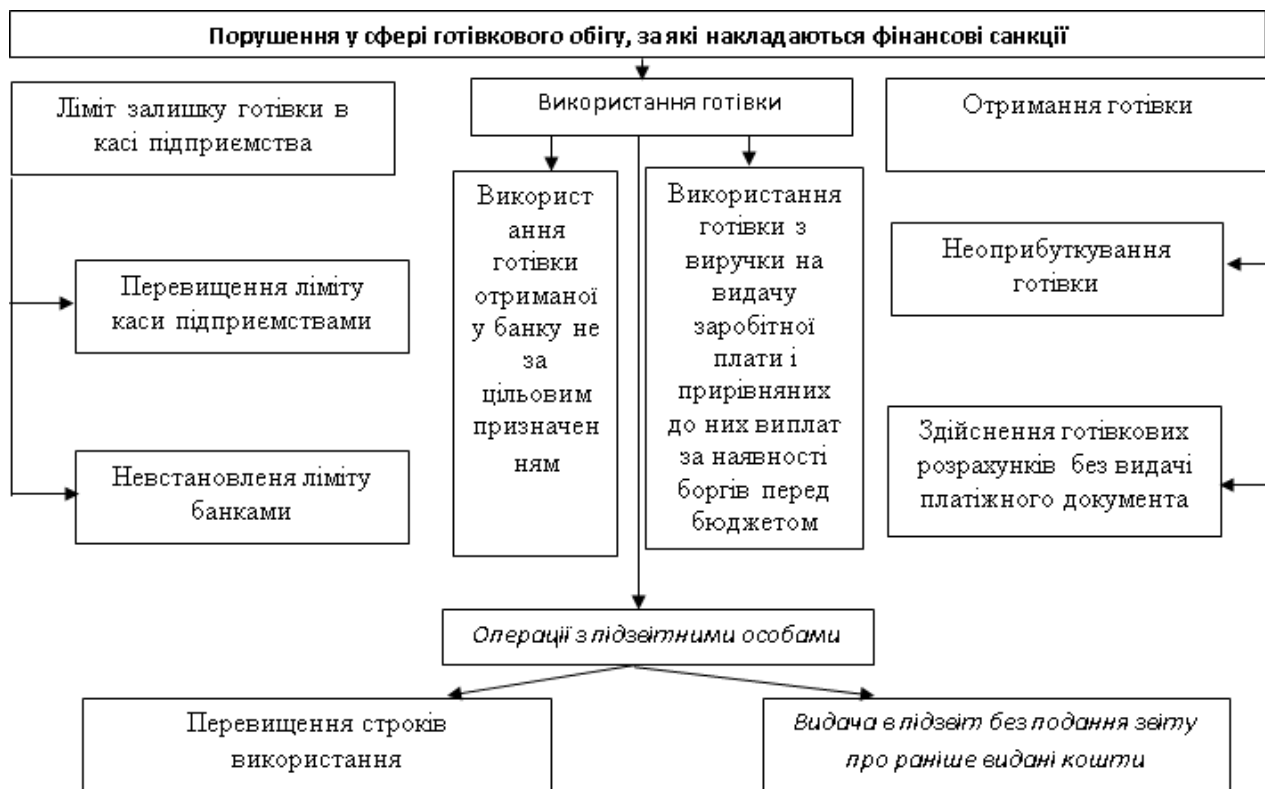 Порушення у сфері готівкового обігу, за які накладаються фінансові санкції
Ліміт залишку готівки в
касі підприємства
Використання готівки
Отримання готівки
Перевищення ліміту
каси підприємствами
Невстановленя ліміту
банками
Використ
ання
готівки
отриманої
у банку не
за
цільовим
призначен
ням
Використання
готівки з
виручки на
видачу
заробітної
плати і
прирівняних
до них виплат
за наявності
боргів перед
бюджетом
Неоприбуткування
готівки
Здійснення готівкових
розрахунків без видачі
платіжного документа
Операції з підзвітними особами
Перевищення строків
використання
Видача в підзвіт без подання звіту
про раніше видані кошти